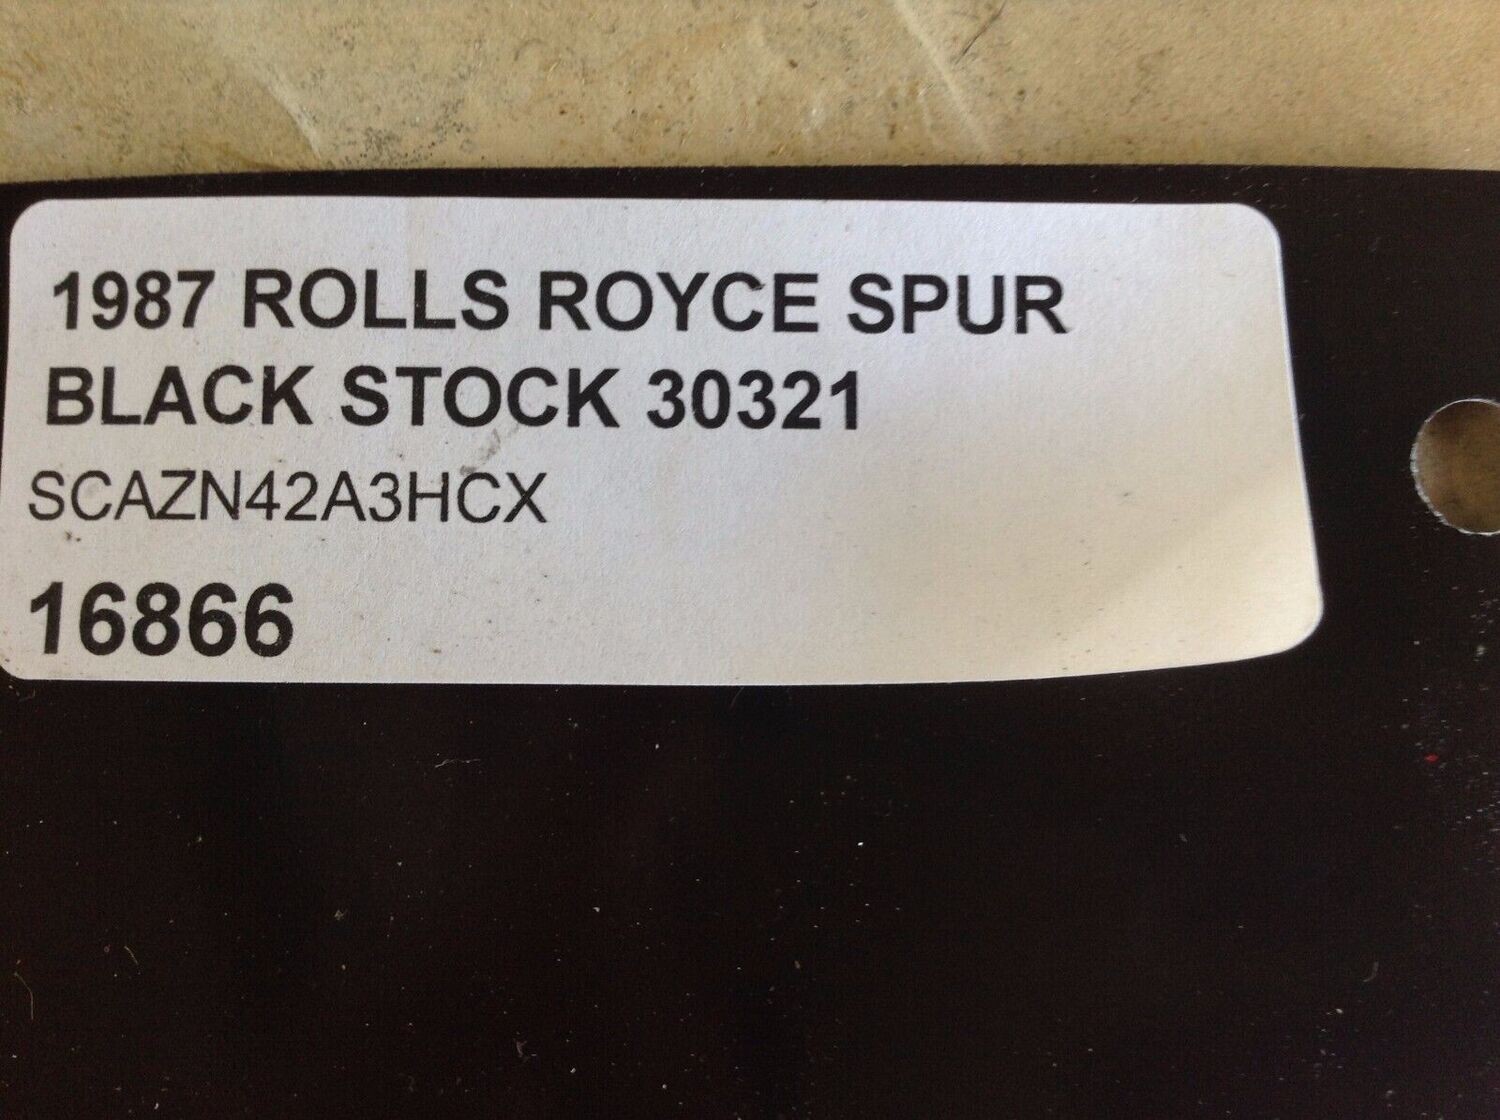 1987 ROLLS ROYCE SPUR
BLACK STOCK 30321
SCAZN42A3HCX
16866